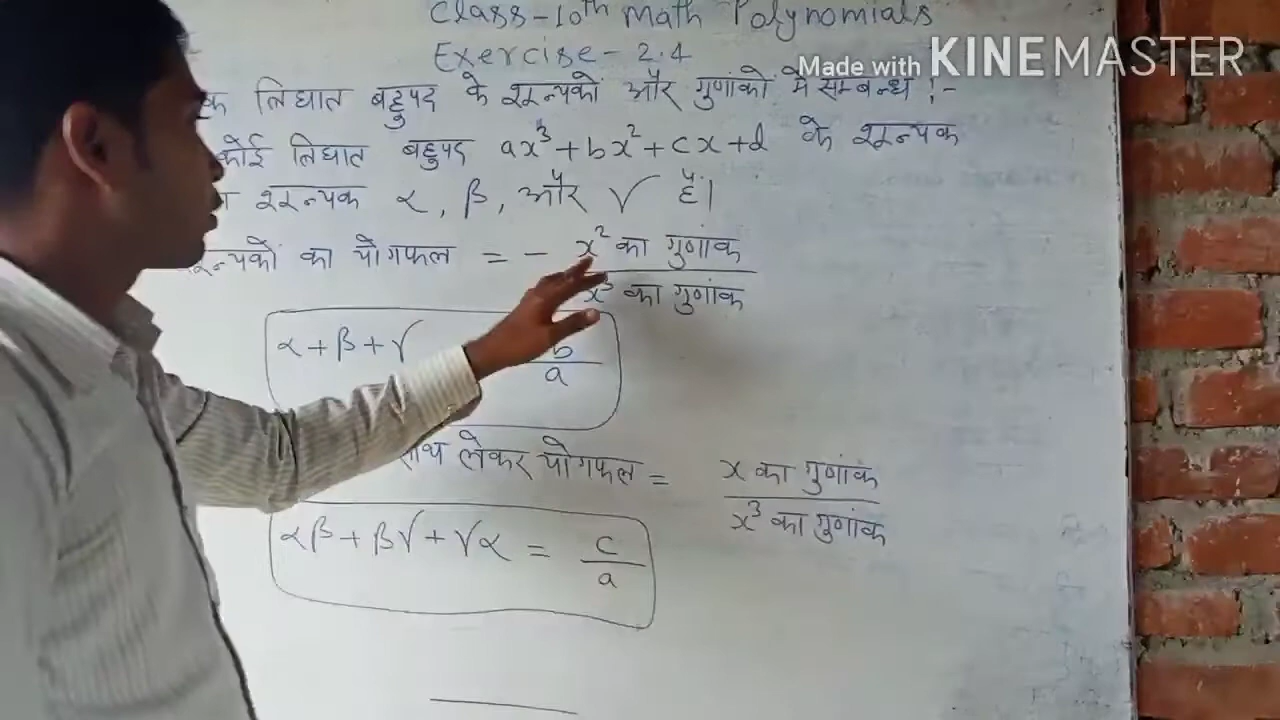 Class-10th Math Polynomials
Exercise-2.4
Made with KINEMASTER
त्रिघात बहुपद के शून्यकों और गुणांकों में सम्बन्ध :-
कोई त्रिघात बहुपद ax³+bx²+cx+d के शून्यक
शून्यक α, β, और γ हैं।
का योगफल = - x² का गुणांक
x³ का गुणांक
α+β+γ
b
a
लेकर योगफल = x का गुणांक
x³ का गुणांक
αβ+βγ+γα = c
a